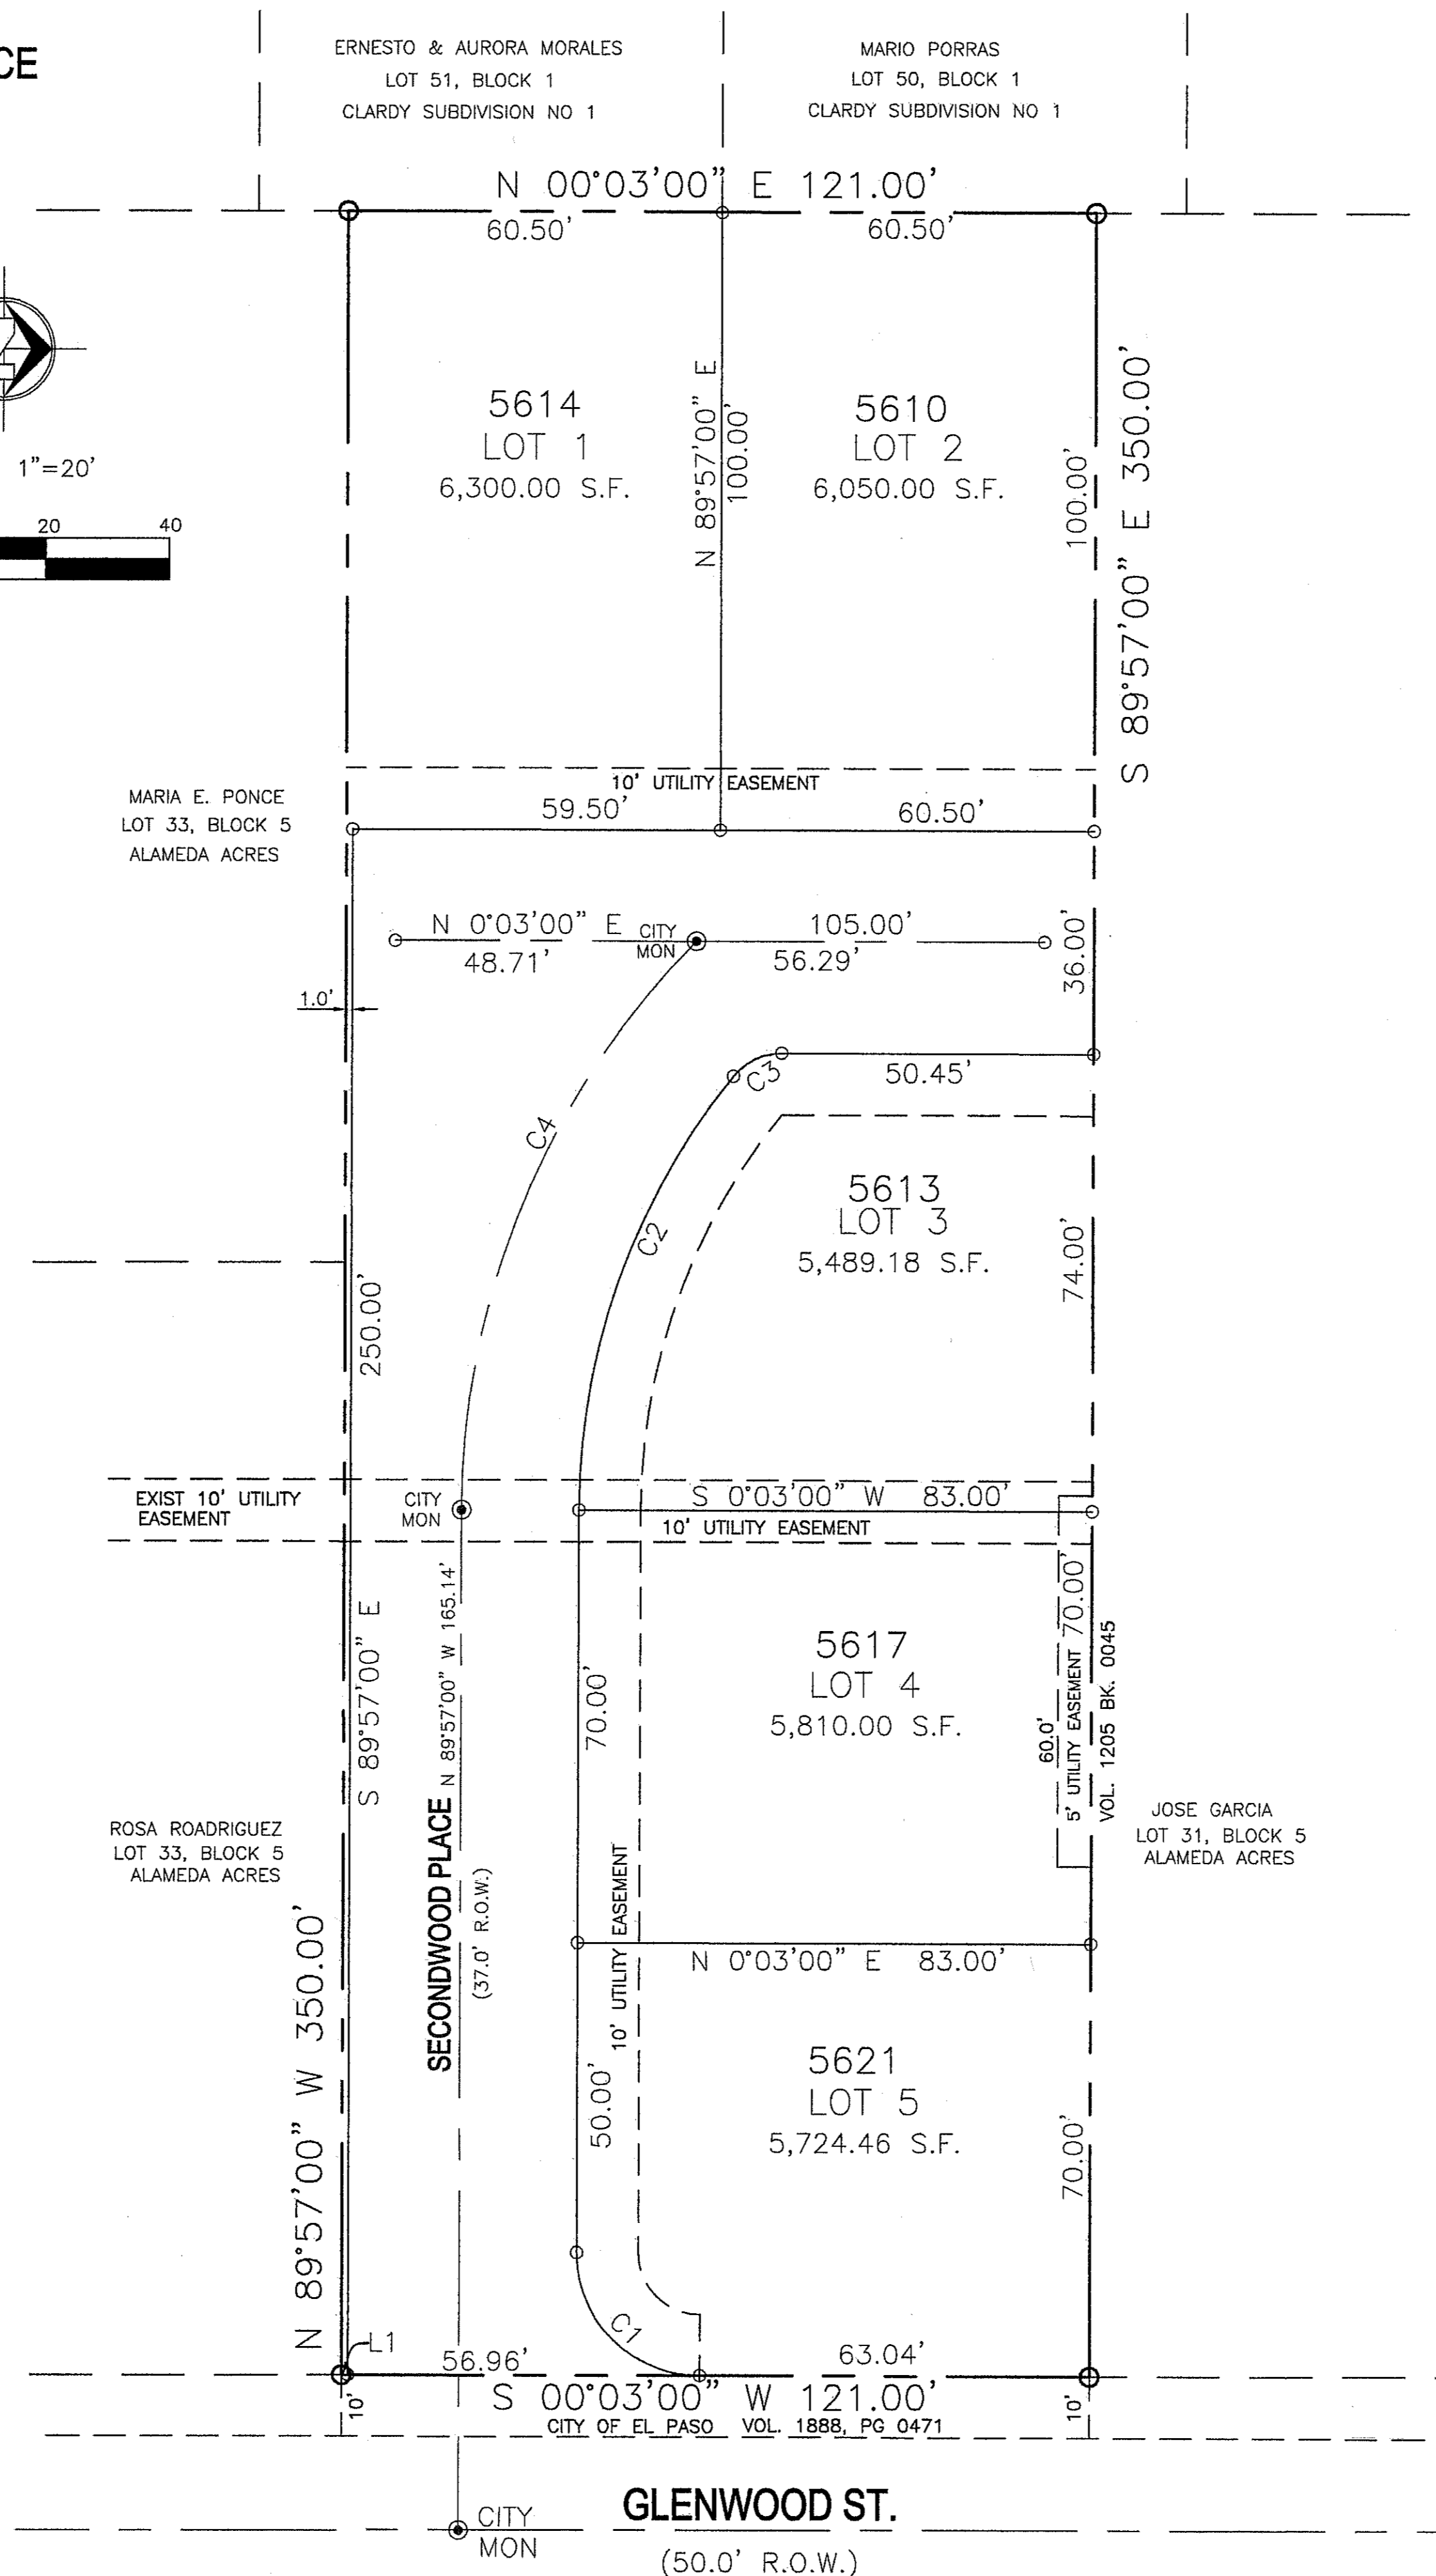 CE
ERNESTO & AURORA MORALES
LOT 51, BLOCK 1
CLARDY SUBDIVISION NO 1
MARIO PORRAS
LOT 50, BLOCK 1
CLARDY SUBDIVISION NO 1
N 00°03'00" E 121.00'
60.50'
60.50'
1"=20'
20
40
5614
LOT 1
6,300.00 S.F.
N 89°57'00" E
100.00'
5610
LOT 2
6,050.00 S.F.
100.00'
S 89°57'00" E 350.00'
10' UTILITY EASEMENT
MARIA E. PONCE
LOT 33, BLOCK 5
ALAMEDA ACRES
59.50'
60.50'
N 0°03'00" E
105.00'
CITY
MON
48.71'
56.29'
36.00'
1.0'
C3
50.45'
C4
C2
5613
LOT 3
5,489.18 S.F.
74.00'
250.00'
EXIST 10' UTILITY
EASEMENT
CITY
MON
S 0°03'00" W 83.00'
10' UTILITY EASEMENT
S 89°57'00" E
N 89°57'00" W 165.14'
70.00'
5617
LOT 4
5,810.00 S.F.
60.0'
5' UTILITY EASEMENT
70.00'
VOL. 1205 BK. 0045
ROSA ROADRIGUEZ
LOT 33, BLOCK 5
ALAMEDA ACRES
JOSE GARCIA
LOT 31, BLOCK 5
ALAMEDA ACRES
SECONDWOOD PLACE
(37.0' R.O.W.)
10' UTILITY EASEMENT
N 0°03'00" E 83.00'
N 89°57'00" W 350.00'
50.00'
5621
LOT 5
5,724.46 S.F.
70.00'
C1
L1
56.96'
63.04'
10'
S 00°03'00" W 121.00'
10'
CITY OF EL PASO VOL. 1888, PG 0471
GLENWOOD ST.
CITY
MON
(50.0' R.O.W.)